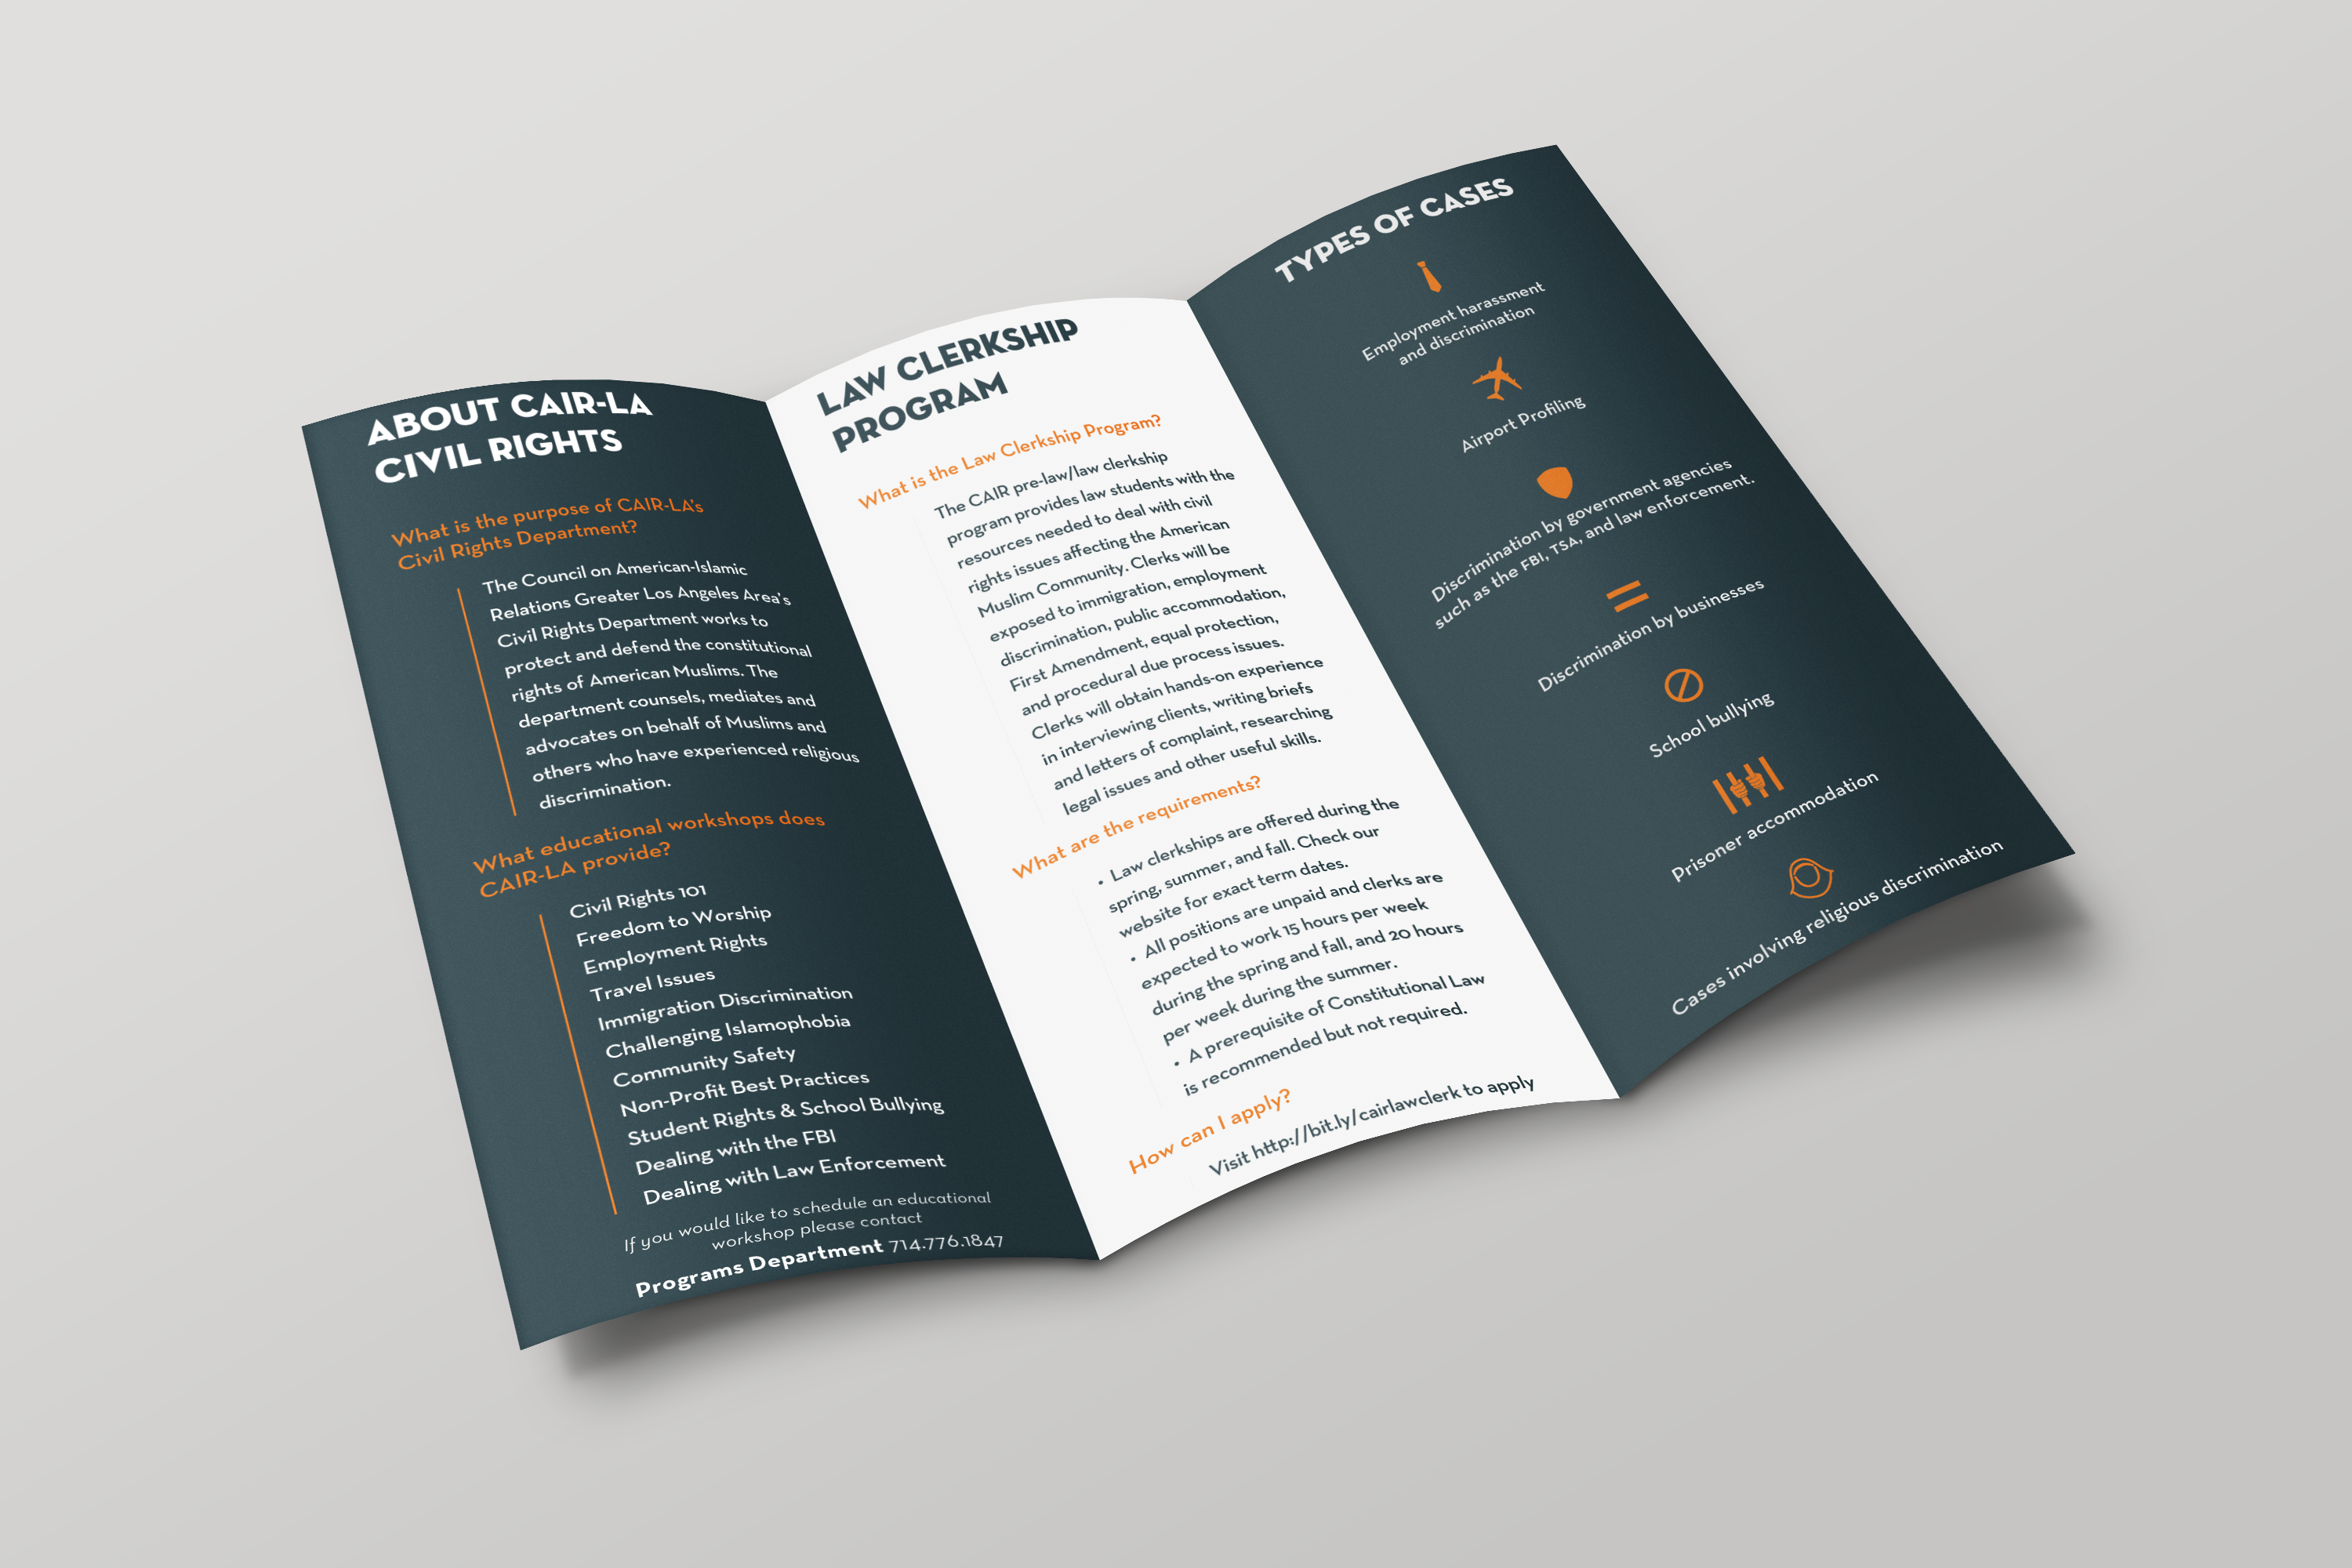 ABOUT CAIR-LA
CIVIL RIGHTS
What is the purpose of CAIR-LA's
Civil Rights Department?
The Council on American-Islamic
Relations Greater Los Angeles Area's
Civil Rights Department works to
protect and defend the constitutional
rights of American Muslims. The
department counsels, mediates and
advocates on behalf of Muslims and
others who have experienced religious
discrimination.
What educational workshops does
CAIR-LA provide?
Civil Rights 101
Freedom to Worship
Employment Rights
Travel Issues
Immigration Discrimination
Challenging Islamophobia
Community Safety
Non-Profit Best Practices
Student Rights & School Bullying
Dealing with the FBI
Dealing with Law Enforcement
If you would like to schedule an educational
workshop please contact
Programs Department 714.776.1847
LAW CLERKSHIP
PROGRAM
What is the Law Clerkship Program?
The CAIR pre-law/law clerkship
program provides law students with the
resources needed to deal with civil
rights issues affecting the American
Muslim Community. Clerks will be
exposed to immigration, employment
discrimination, public accommodation,
First Amendment, equal protection,
and procedural due process issues.
Clerks will obtain hands-on experience
in interviewing clients, writing briefs
and letters of complaint, researching
legal issues and other useful skills.
What are the requirements?
• Law clerkships are offered during the
spring, summer, and fall. Check our
website for exact term dates.
• All positions are unpaid and clerks are
expected to work 15 hours per week
during the spring and fall, and 20 hours
per week during the summer.
• A prerequisite of Constitutional Law
is recommended but not required.
How can I apply?
Visit http://bit.ly/cairlawclerk to apply
TYPES OF CASES
Employment harassment
and discrimination
Airport Profiling
Discrimination by government agencies
such as the FBI, TSA, and law enforcement.
Discrimination by businesses
School bullying
Prisoner accommodation
Cases involving religious discrimination